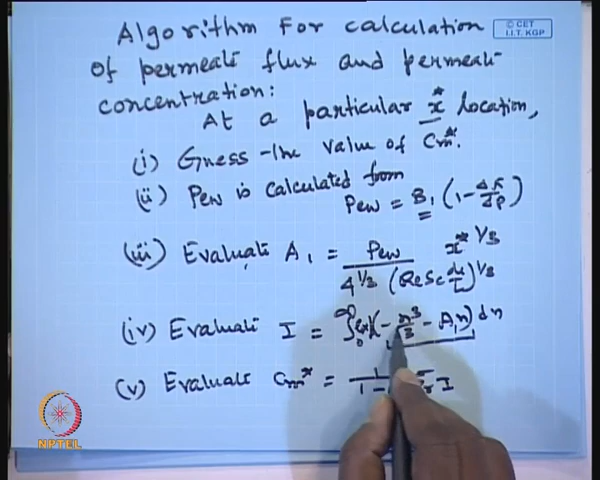 Algorithm for calculation
© CET
I.I.T. KGP
of permeate flux and permeate
concentration:
At a particular x* location,
(i) Guess the value of Cm*.
(ii) Pew is calculated from
Pew = B1 (1 - Δπ/ΔP)
(iii) Evaluate A1 = Pew / 4^1/3 (ReSc de/L)^1/3 x*^1/3
(iv) Evaluate I = ∫0^∞ exp(- η^3/3 - A1η) dη
(v) Evaluate Cm* = 1 / 1 - I
NPTEL